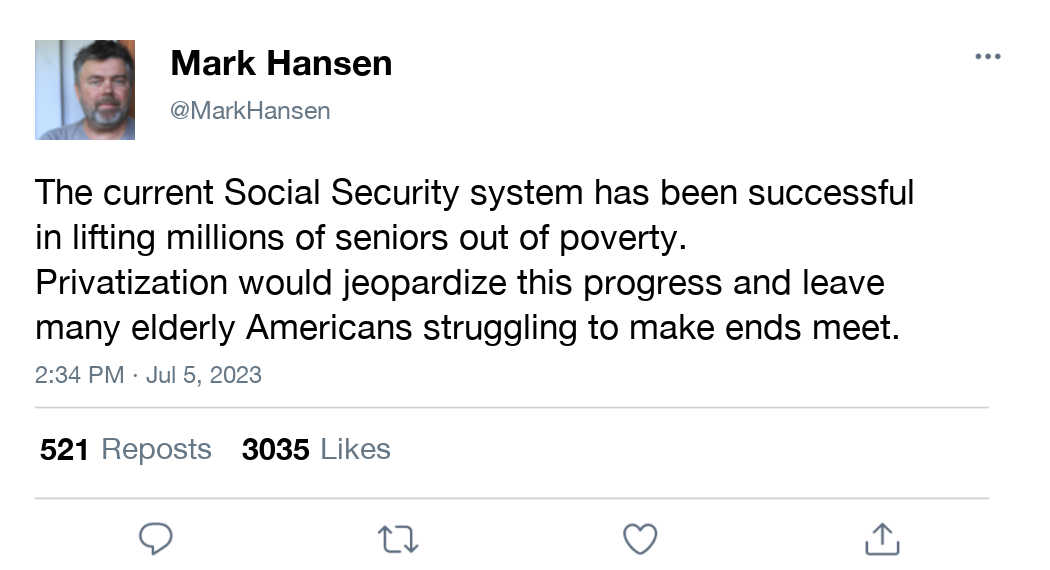 Mark Hansen
@MarkHansen
The current Social Security system has been successful
in lifting millions of seniors out of poverty.
Privatization would jeopardize this progress and leave
many elderly Americans struggling to make ends meet.
2:34 PM · Jul 5, 2023
521 Reposts 3035 Likes